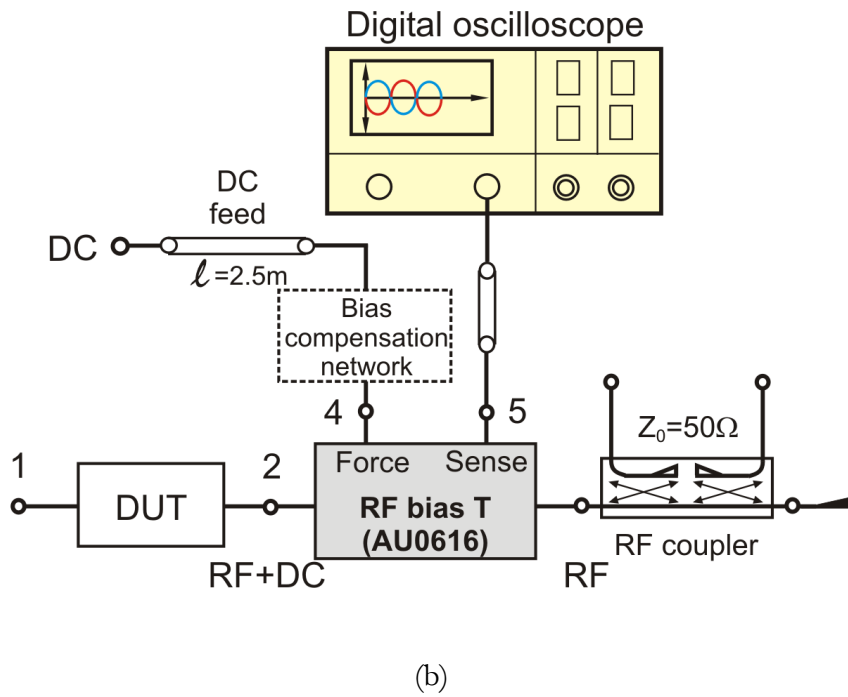 Digital oscilloscope
DC
feed
DC
ℓ=2.5m
Bias
compensation
network
4
5
Z₀=50Ω
1
2
Force
Sense
DUT
RF bias T
(AU0616)
RF+DC
RF
RF coupler
(b)